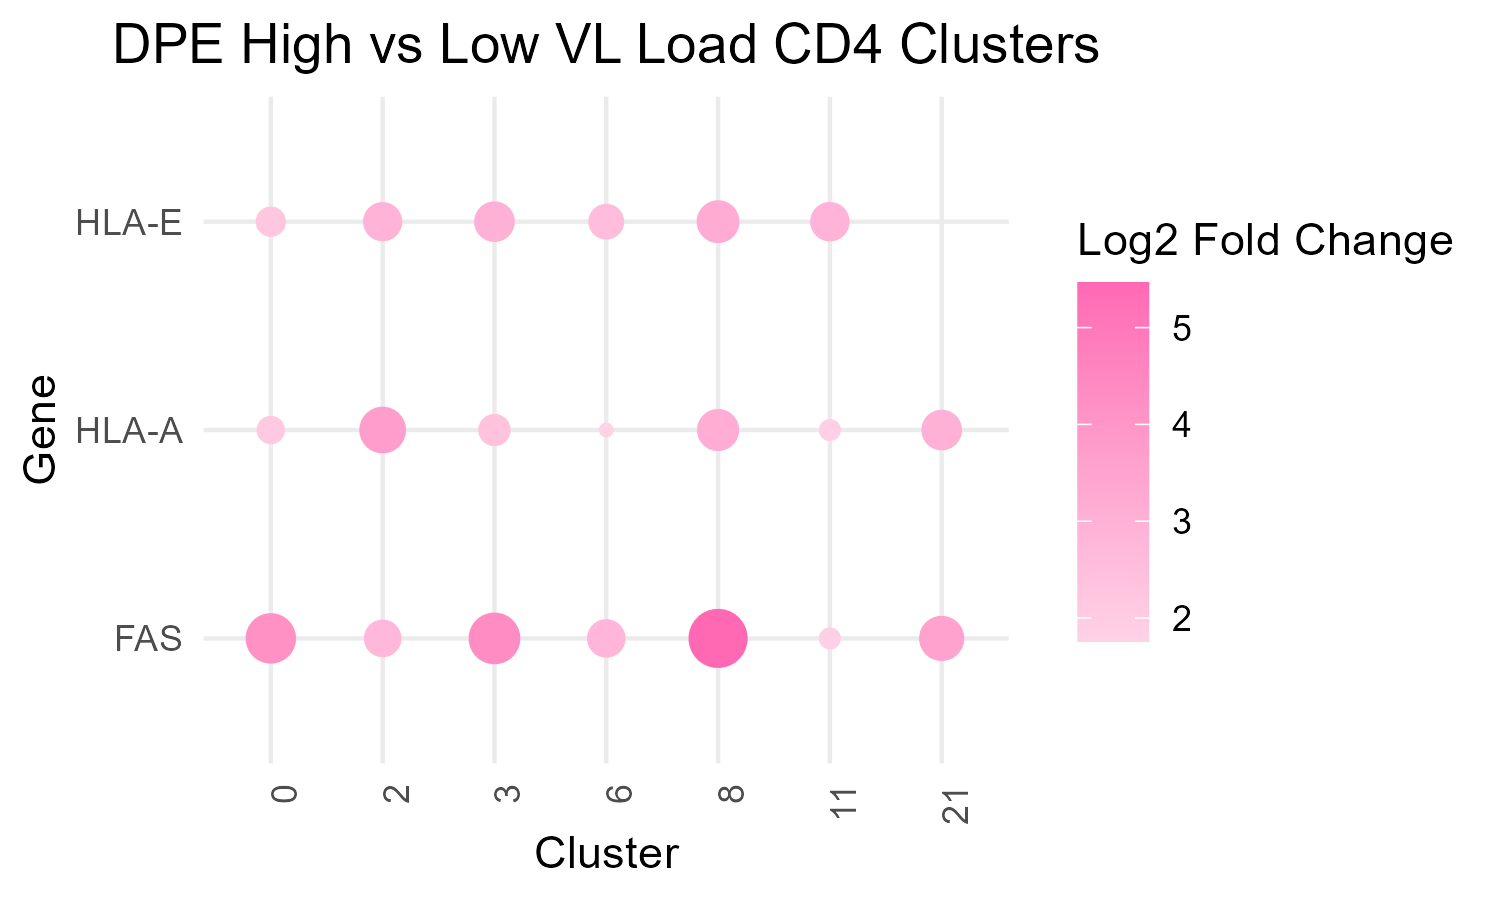 DPE High vs Low VL Load CD4 Clusters
HLA-E
HLA-A
FAS
Gene
0
2
3
6
8
11
21
Cluster
Log2 Fold Change
5
4
3
2